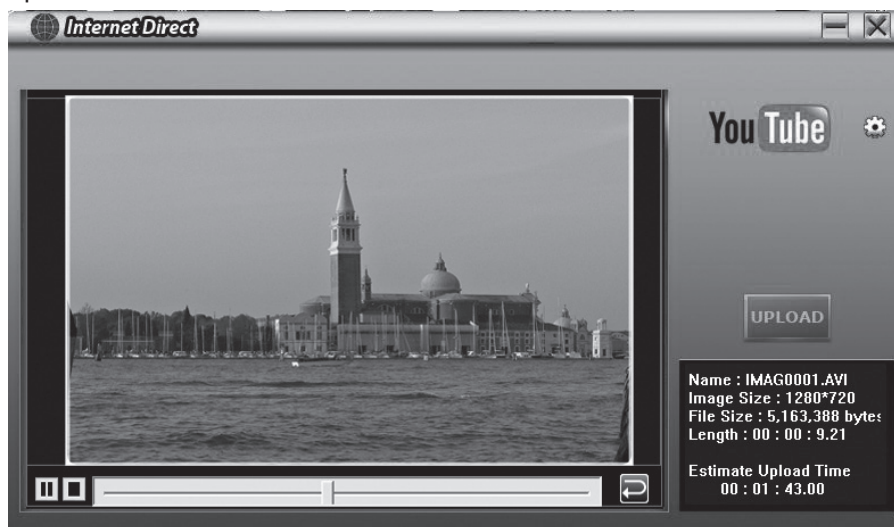 Internet Direct
You Tube
UPLOAD
Name : IMAG0001.AVI
Image Size : 1280*720
File Size : 5,163,388 bytes
Length : 00 : 00 : 9.21
Estimate Upload Time
00 : 01 : 43.00